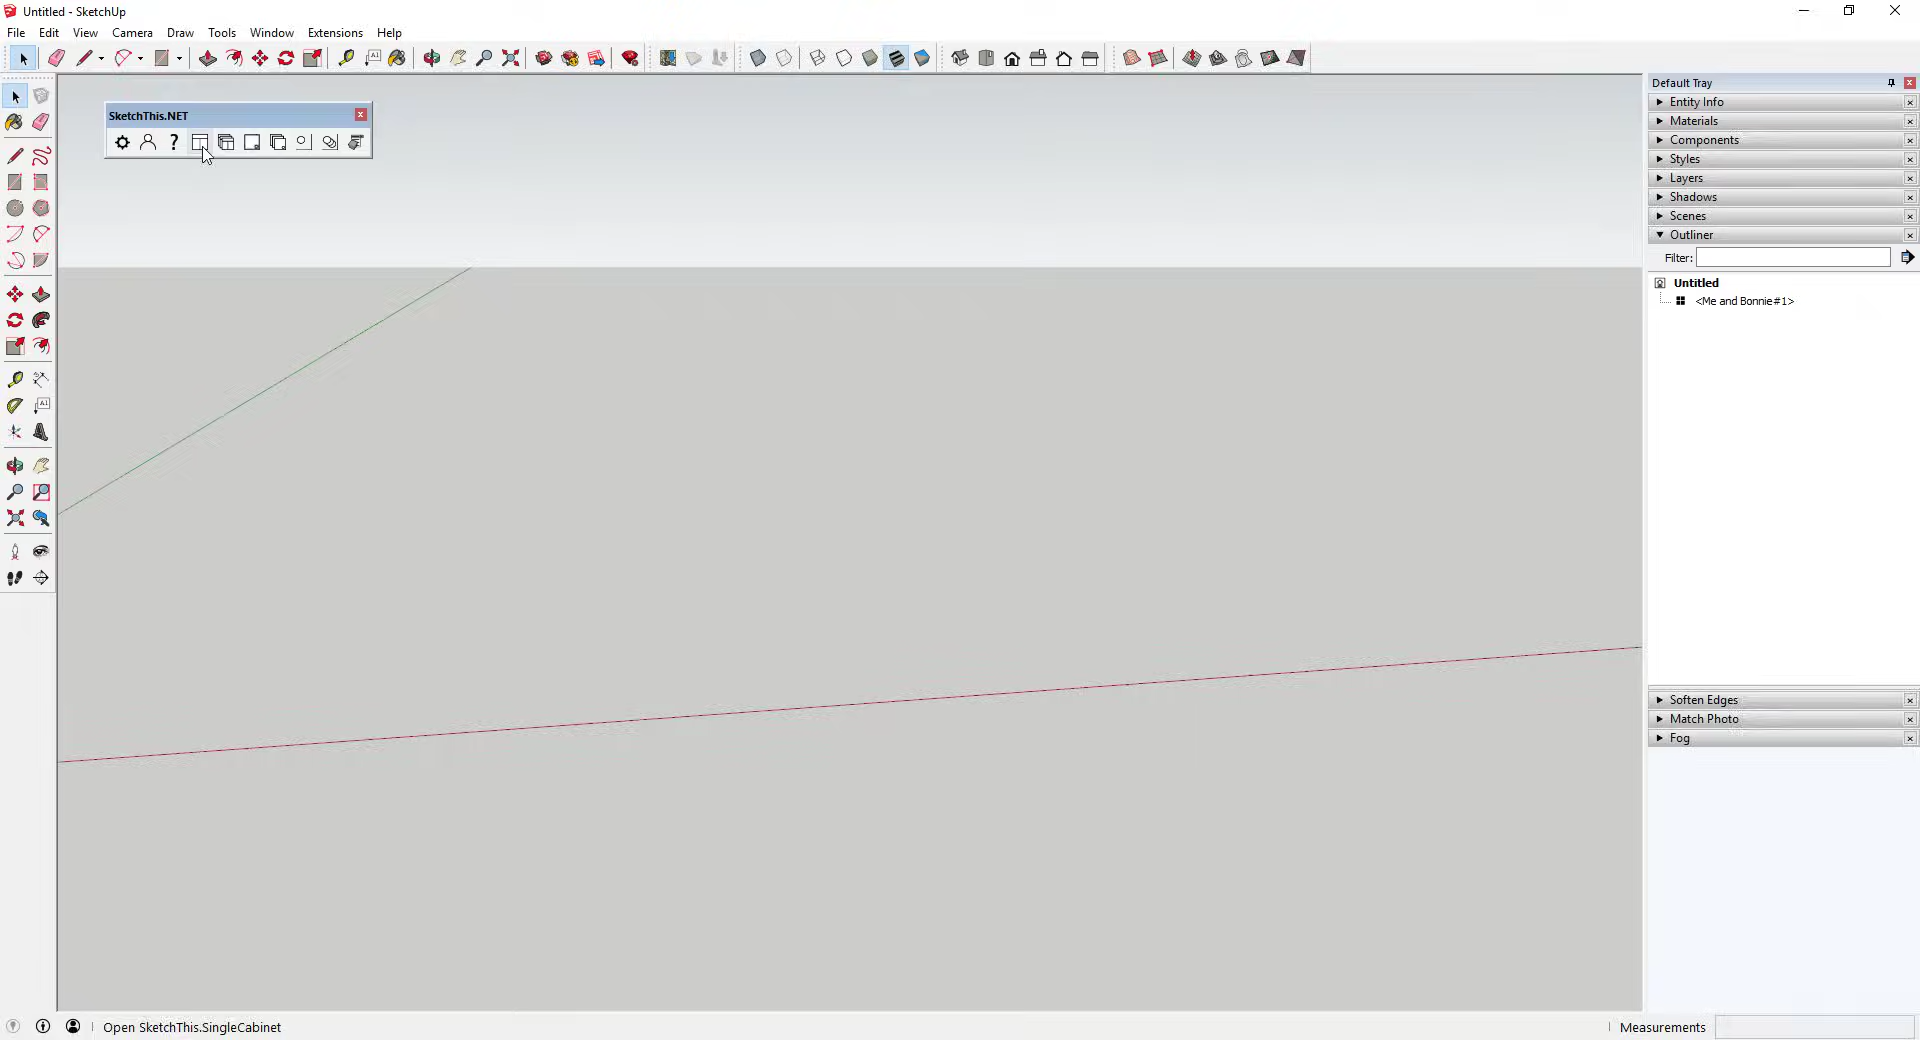 Untitled - SketchUp
File Edit View Camera Draw Tools Window Extensions Help
A1
Default Tray
SketchThis.NET
?
Entity Info
Materials
Components
Styles
Layers
Shadows
Scenes
Outliner
Filter:
Untitled
<Me and Bonnie#1>
A1
Soften Edges
Match Photo
Fog
Open SketchThis.SingleCabinet
Measurements